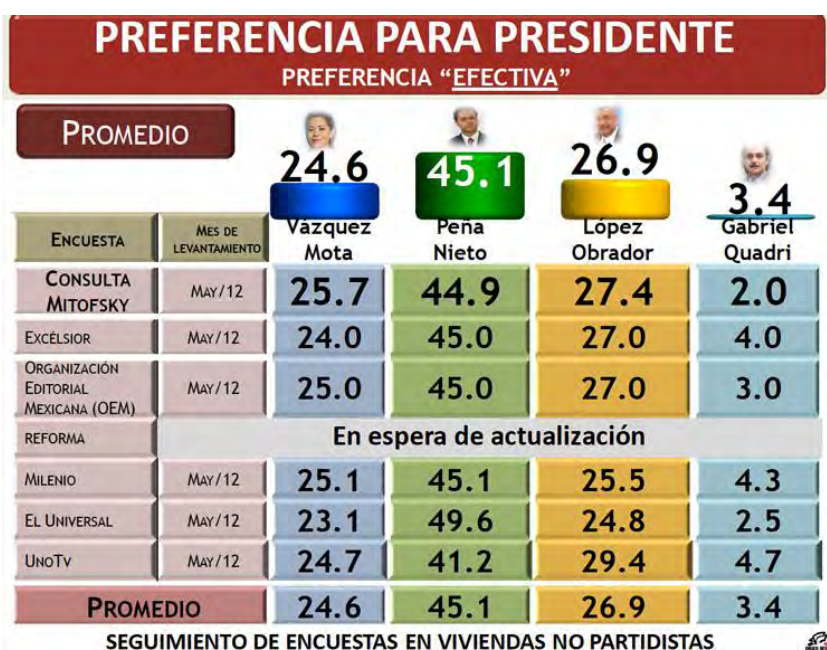 PREFERENCIA PARA PRESIDENTE
PREFERENCIA “EFECTIVA”
PROMEDIO
24.6 45.1 26.9 3.4
ENCUESTA MES DE LEVANTAMIENTO Vázquez Mota Peña Nieto López Obrador Gabriel Quadri
CONSULTA MITOFSKY MAY/12 25.7 44.9 27.4 2.0
EXCÉLSIOR MAY/12 24.0 45.0 27.0 4.0
ORGANIZACIÓN EDITORIAL MEXICANA (OEM) MAY/12 25.0 45.0 27.0 3.0
REFORMA En espera de actualización
MILENIO MAY/12 25.1 45.1 25.5 4.3
EL UNIVERSAL MAY/12 23.1 49.6 24.8 2.5
UNOTV MAY/12 24.7 41.2 29.4 4.7
PROMEDIO 24.6 45.1 26.9 3.4
SEGUIMIENTO DE ENCUESTAS EN VIVIENDAS NO PARTIDISTAS